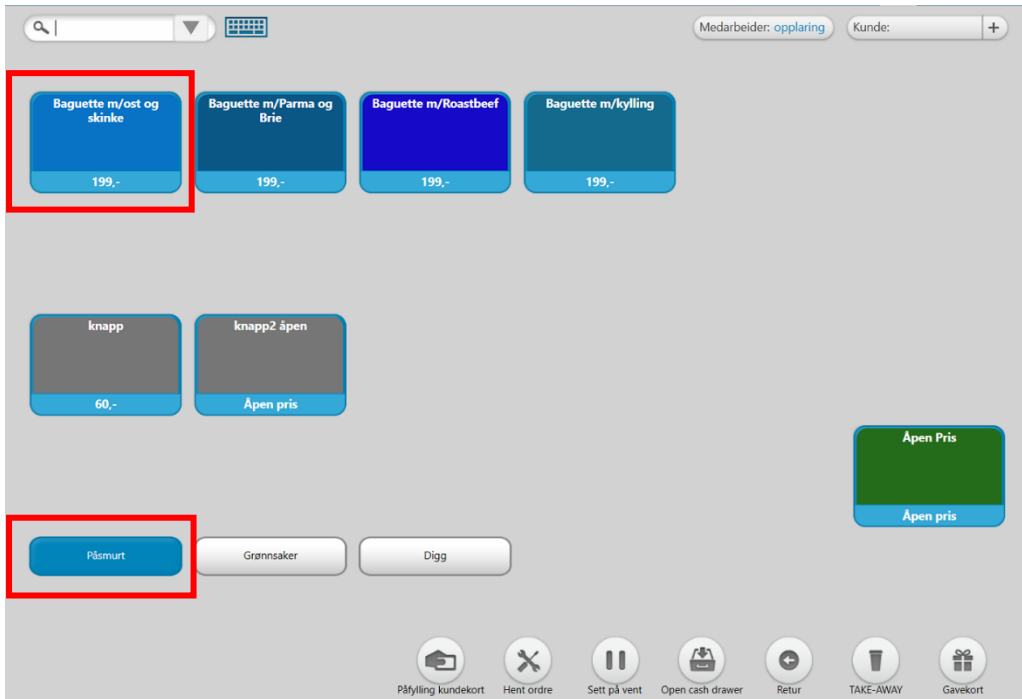 Medarbeider: opplaring
Kunde:
Baguette m/ost og
skinke
199,-
Baguette m/Parma og
Brie
199,-
Baguette m/Roastbeef
199,-
Baguette m/kylling
199,-
knapp
60,-
knapp2 åpen
Åpen pris
Åpen Pris
Åpen pris
Påsmurt
Grønnsaker
Digg
Påfylling kundekort
Hent ordre
Sett på vent
Open cash drawer
Retur
TAKE-AWAY
Gavekort